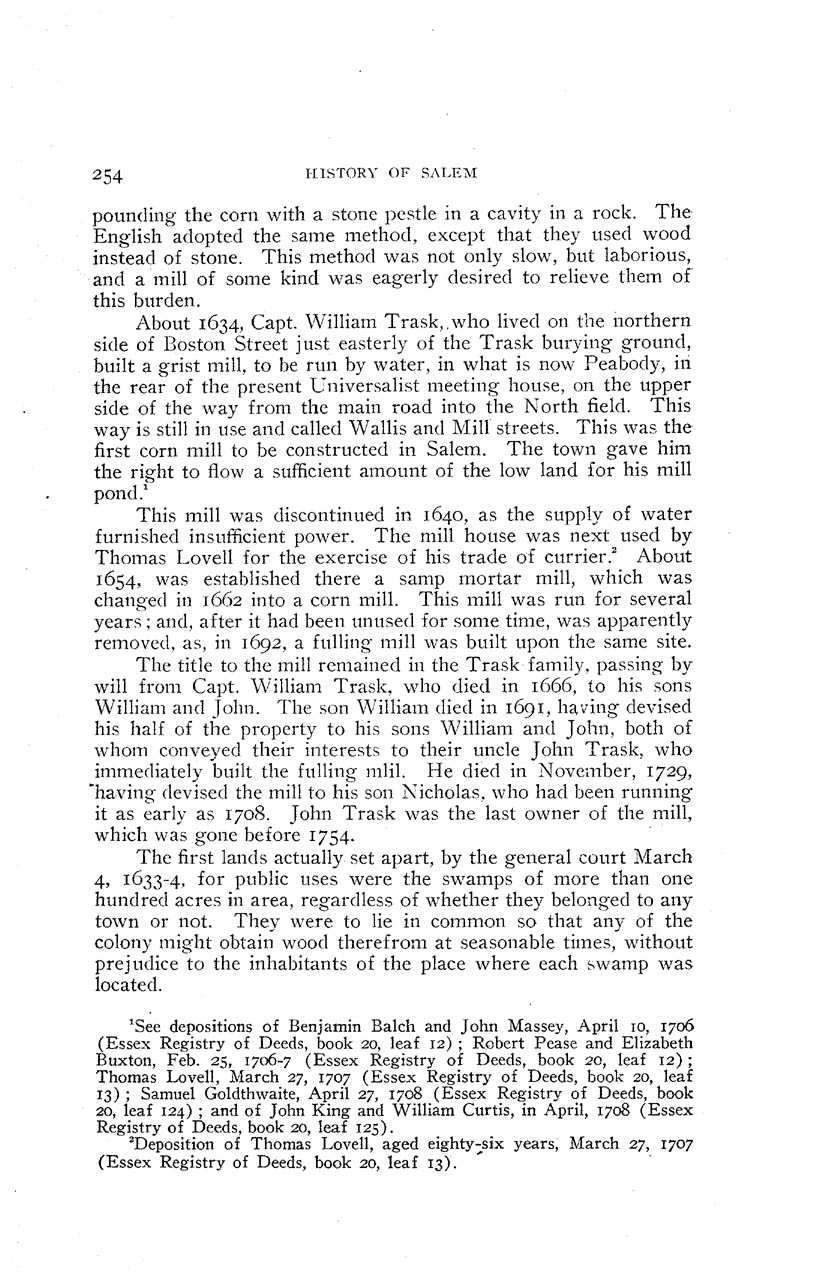 254 HISTORY OF SALEM
pounding the corn with a stone pestle in a cavity in a rock. The
English adopted the same method, except that they used wood
instead of stone. This method was not only slow, but laborious,
and a mill of some kind was eagerly desired to relieve them of
this burden.
About 1634, Capt. William Trask, who lived on the northern
side of Boston Street just easterly of the Trask burying ground,
built a grist mill, to be run by water, in what is now Peabody, in
the rear of the present Universalist meeting house, on the upper
side of the way from the main road into the North field. This
way is still in use and called Wallis and Mill streets. This was the
first corn mill to be constructed in Salem. The town gave him
the right to flow a sufficient amount of the low land for his mill
pond.¹
This mill was discontinued in 1640, as the supply of water
furnished insufficient power. The mill house was next used by
Thomas Lovell for the exercise of his trade of currier.² About
1654, was established there a samp mortar mill, which was
changed in 1662 into a corn mill. This mill was run for several
years; and, after it had been unused for some time, was apparently
removed, as, in 1692, a fulling mill was built upon the same site.
The title to the mill remained in the Trask family, passing by
will from Capt. William Trask, who died in 1666, to his sons
William and John. The son William died in 1691, having devised
his half of the property to his sons William and John, both of
whom conveyed their interests to their uncle John Trask, who
immediately built the fulling mlil. He died in November, 1729,
having devised the mill to his son Nicholas, who had been running
it as early as 1708. John Trask was the last owner of the mill,
which was gone before 1754.
The first lands actually set apart, by the general court March
4, 1633-4, for public uses were the swamps of more than one
hundred acres in area, regardless of whether they belonged to any
town or not. They were to lie in common so that any of the
colony might obtain wood therefrom at seasonable times, without
prejudice to the inhabitants of the place where each swamp was
located.
¹See depositions of Benjamin Balch and John Massey, April 10, 1706
(Essex Registry of Deeds, book 20, leaf 12); Robert Pease and Elizabeth
Buxton, Feb. 25, 1706-7 (Essex Registry of Deeds, book 20, leaf 12);
Thomas Lovell, March 27, 1707 (Essex Registry of Deeds, book 20, leaf
13); Samuel Goldthwaite, April 27, 1708 (Essex Registry of Deeds, book
20, leaf 124); and of John King and William Curtis, in April, 1708 (Essex
Registry of Deeds, book 20, leaf 125).
²Deposition of Thomas Lovell, aged eighty-six years, March 27, 1707
(Essex Registry of Deeds, book 20, leaf 13).